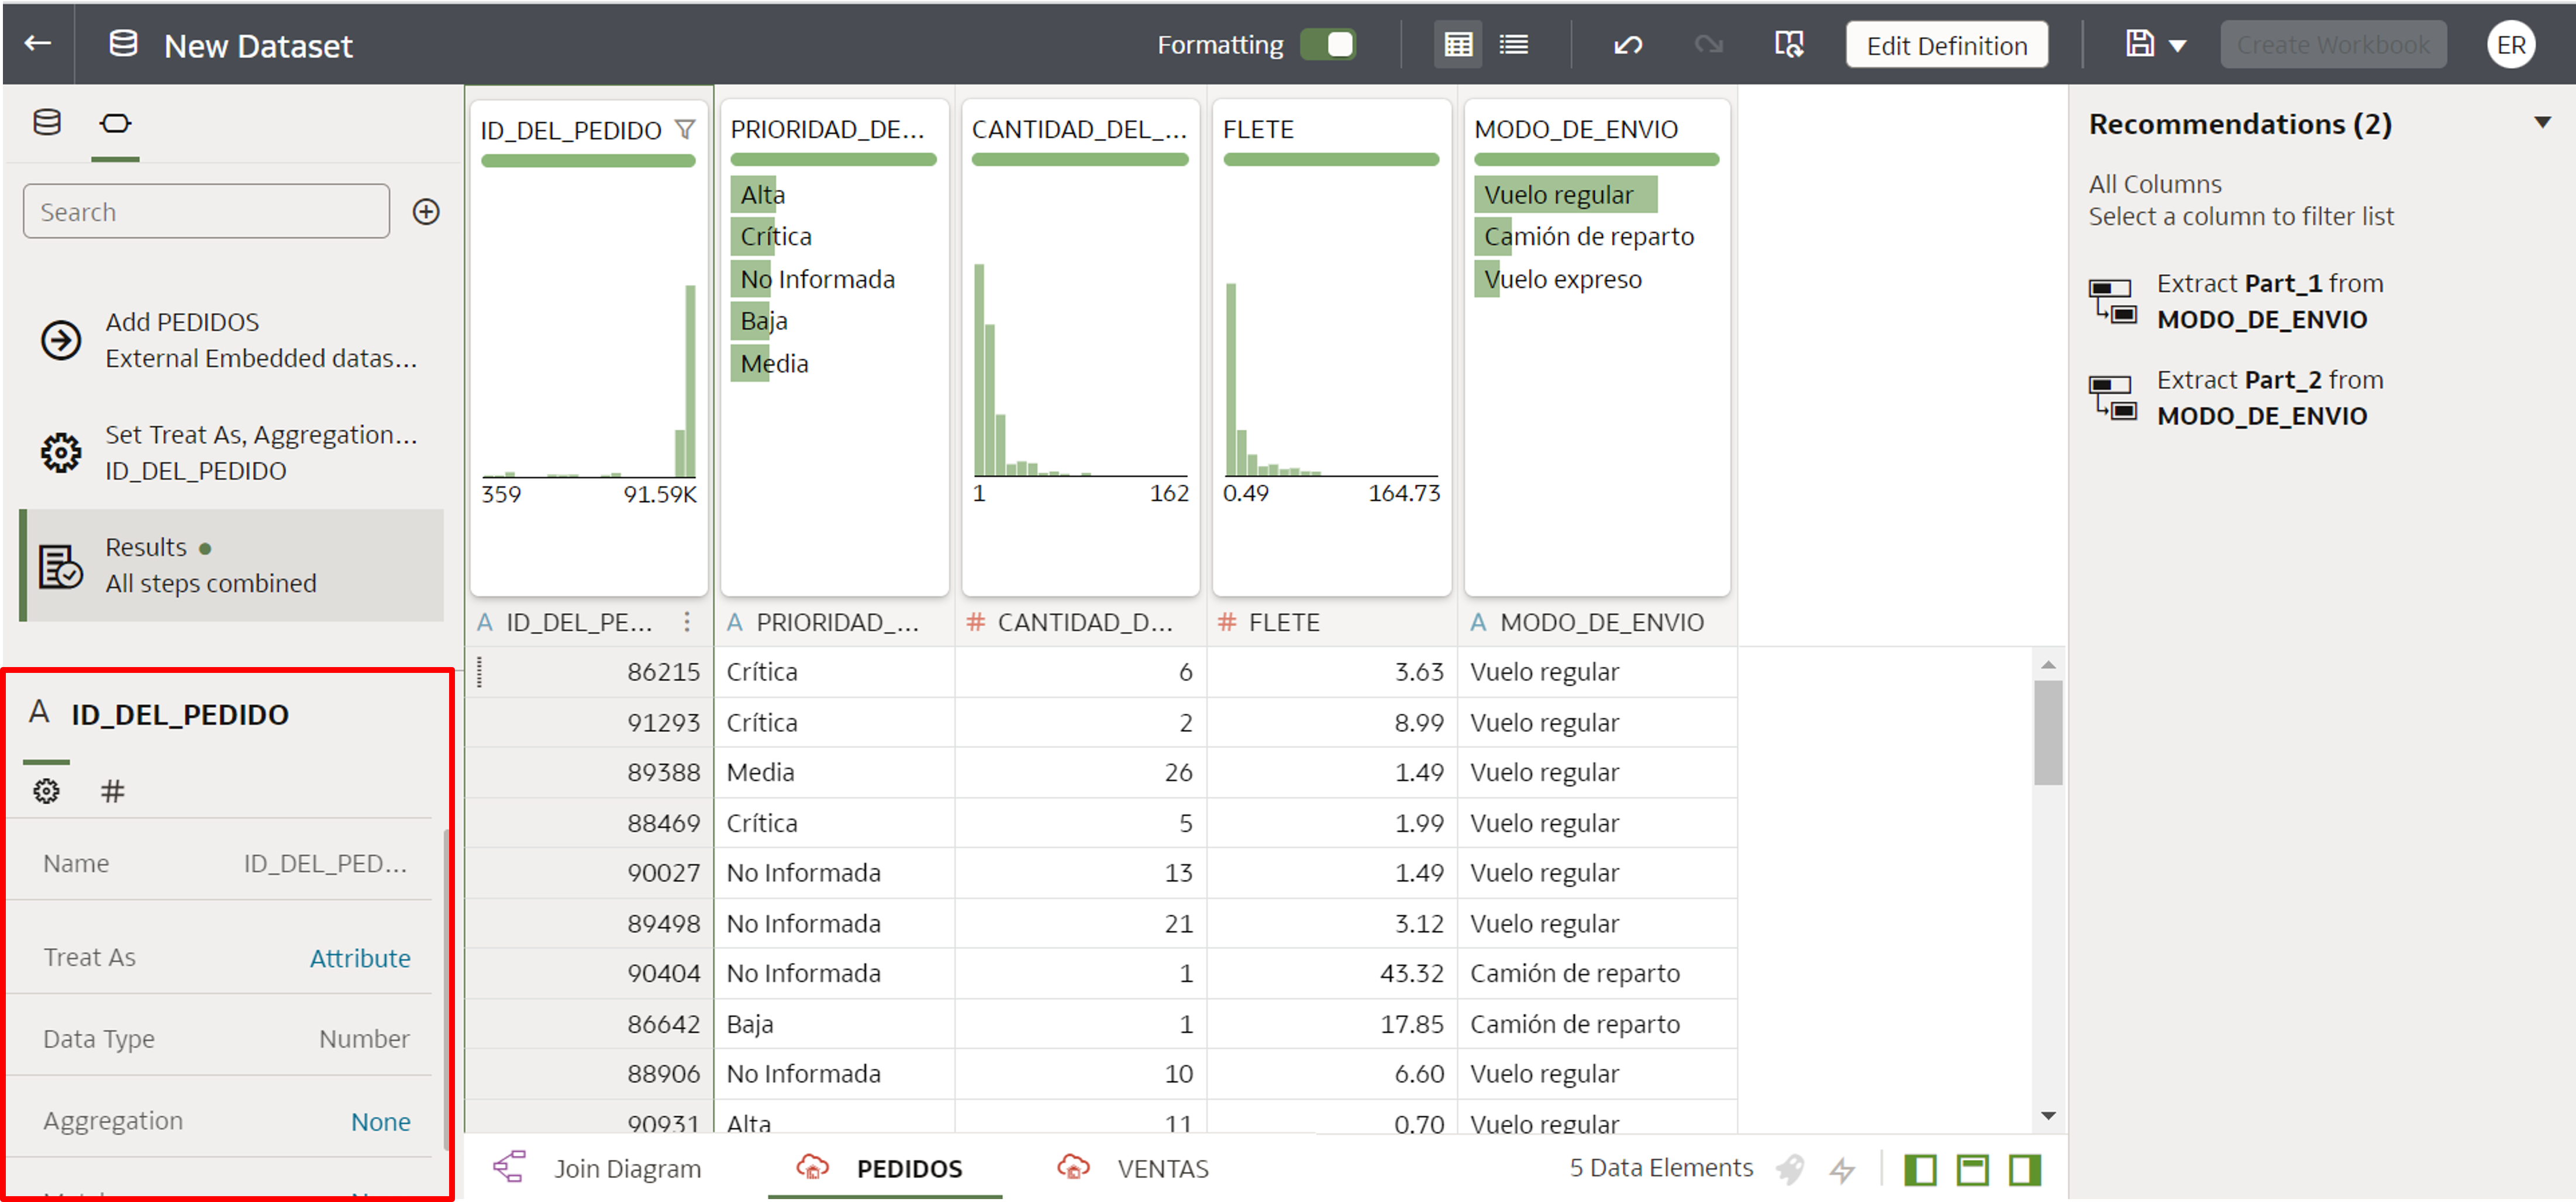 New Dataset
Formatting
Edit Definition
Create Workbook
ER
Search
Add PEDIDOS
External Embedded datas...
Set Treat As, Aggregation...
ID_DEL_PEDIDO
Results
All steps combined
A ID_DEL_PEDIDO
#
Name ID_DEL_PED...
Treat As Attribute
Data Type Number
Aggregation None
ID_DEL_PEDIDO
359 91.59K
PRIORIDAD_DE...
Alta
Crítica
No Informada
Baja
Media
CANTIDAD_DEL_...
1 162
FLETE
0.49 164.73
MODO_DE_ENVIO
Vuelo regular
Camión de reparto
Vuelo expreso
A ID_DEL_PE... A PRIORIDAD_... # CANTIDAD_D... # FLETE A MODO_DE_ENVIO
86215 Crítica 6 3.63 Vuelo regular
91293 Crítica 2 8.99 Vuelo regular
89388 Media 26 1.49 Vuelo regular
88469 Crítica 5 1.99 Vuelo regular
90027 No Informada 13 1.49 Vuelo regular
89498 No Informada 21 3.12 Vuelo regular
90404 No Informada 1 43.32 Camión de reparto
86642 Baja 1 17.85 Camión de reparto
88906 No Informada 10 6.60 Vuelo regular
90931 Alta 11 0.70 Vuelo regular
Join Diagram
PEDIDOS
VENTAS
5 Data Elements
Recommendations (2)
All Columns
Select a column to filter list
Extract Part_1 from
MODO_DE_ENVIO
Extract Part_2 from
MODO_DE_ENVIO